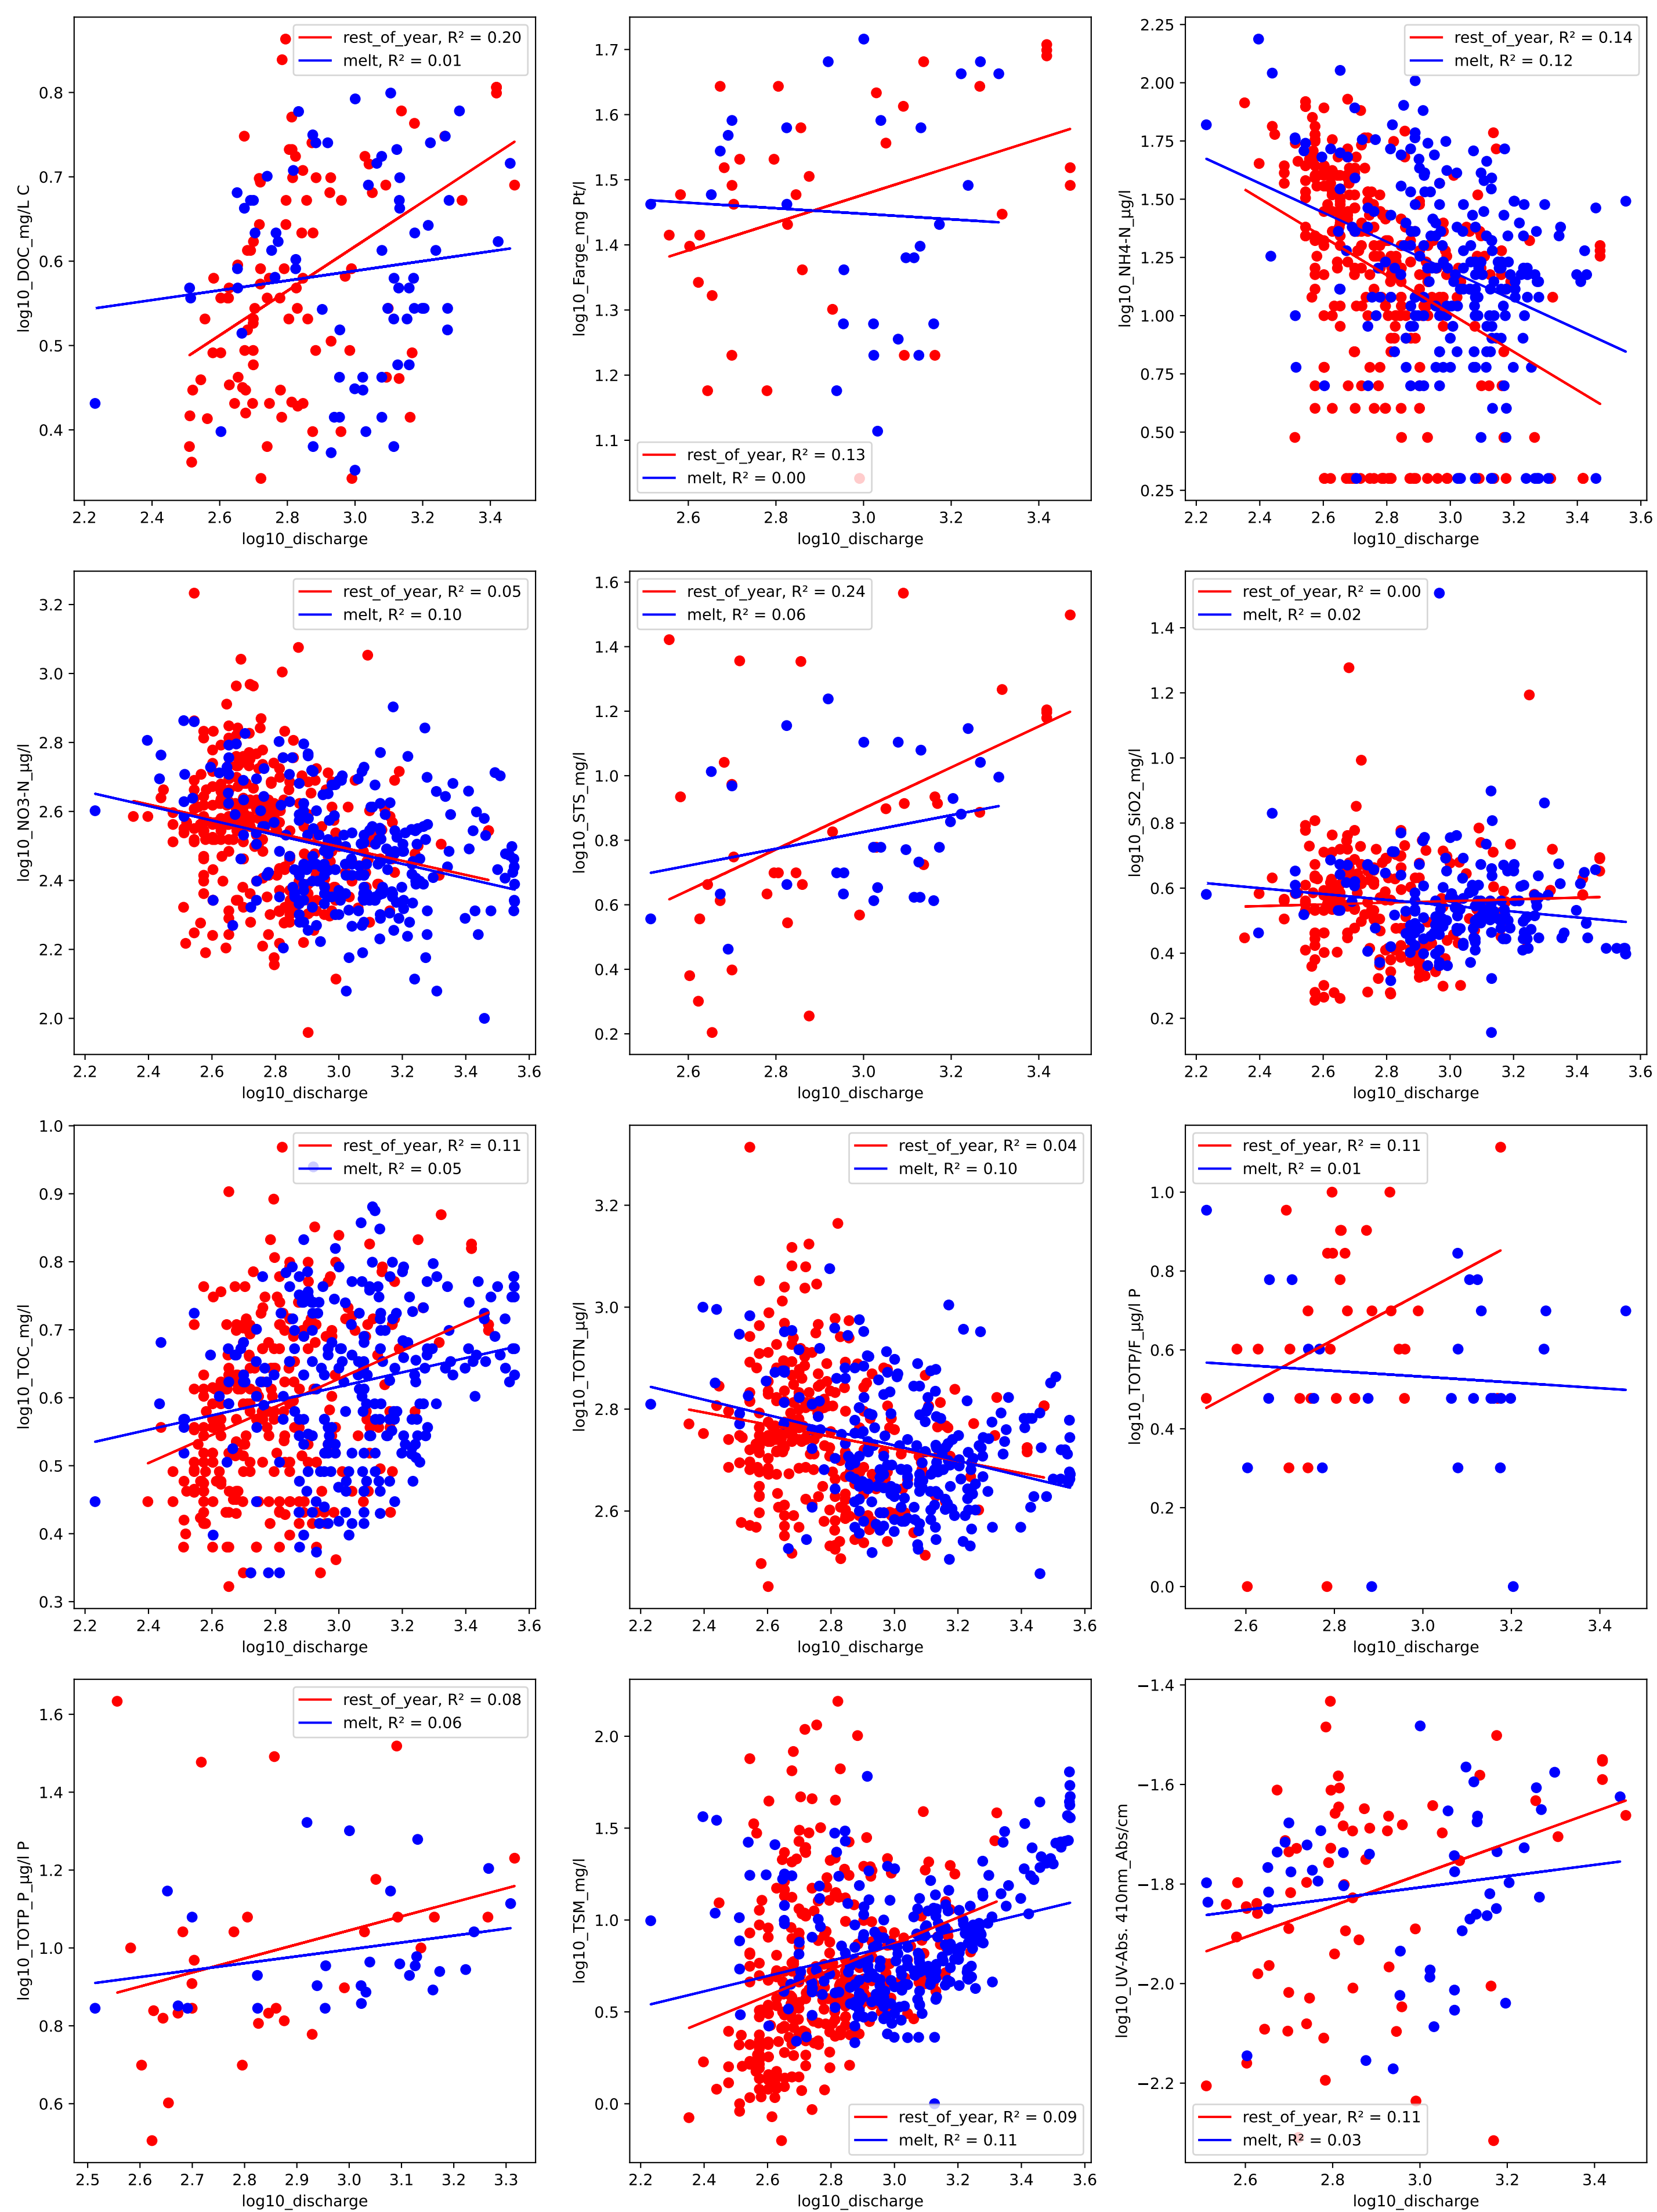 rest_of_year, R² = 0.20
melt, R² = 0.01
0.8
0.7
0.6
0.5
0.4
log10_DOC_mg/L C
2.2 2.4 2.6 2.8 3.0 3.2 3.4
log10_discharge
1.7
1.6
1.5
1.4
1.3
1.2
1.1
log10_Farge_mg Pt/l
rest_of_year, R² = 0.13
melt, R² = 0.00
2.6 2.8 3.0 3.2 3.4
log10_discharge
rest_of_year, R² = 0.14
melt, R² = 0.12
2.25
2.00
1.75
1.50
1.25
1.00
0.75
0.50
0.25
log10_NH4-N_µg/l
2.2 2.4 2.6 2.8 3.0 3.2 3.4 3.6
log10_discharge
rest_of_year, R² = 0.05
melt, R² = 0.10
3.2
3.0
2.8
2.6
2.4
2.2
2.0
log10_NO3-N_µg/l
2.2 2.4 2.6 2.8 3.0 3.2 3.4 3.6
log10_discharge
rest_of_year, R² = 0.24
melt, R² = 0.06
1.6
1.4
1.2
1.0
0.8
0.6
0.4
0.2
log10_STS_mg/l
2.6 2.8 3.0 3.2 3.4
log10_discharge
rest_of_year, R² = 0.00
melt, R² = 0.02
1.4
1.2
1.0
0.8
0.6
0.4
0.2
log10_SiO2_mg/l
2.2 2.4 2.6 2.8 3.0 3.2 3.4 3.6
log10_discharge
rest_of_year, R² = 0.11
melt, R² = 0.05
1.0
0.9
0.8
0.7
0.6
0.5
0.4
0.3
log10_TOC_mg/l
2.2 2.4 2.6 2.8 3.0 3.2 3.4 3.6
log10_discharge
rest_of_year, R² = 0.04
melt, R² = 0.10
3.2
3.0
2.8
2.6
log10_TOTN_µg/l
2.2 2.4 2.6 2.8 3.0 3.2 3.4 3.6
log10_discharge
rest_of_year, R² = 0.11
melt, R² = 0.01
1.0
0.8
0.6
0.4
0.2
0.0
log10_TOTP/F_µg/l P
2.6 2.8 3.0 3.2 3.4
log10_discharge
rest_of_year, R² = 0.08
melt, R² = 0.06
1.6
1.4
1.2
1.0
0.8
0.6
log10_TOTP_P_µg/l P
2.5 2.6 2.7 2.8 2.9 3.0 3.1 3.2 3.3
log10_discharge
2.0
1.5
1.0
0.5
0.0
log10_TSM_mg/l
rest_of_year, R² = 0.09
melt, R² = 0.11
2.2 2.4 2.6 2.8 3.0 3.2 3.4 3.6
log10_discharge
−1.4
−1.6
−1.8
−2.0
−2.2
log10_UV-Abs. 410nm_Abs/cm
rest_of_year, R² = 0.11
melt, R² = 0.03
2.6 2.8 3.0 3.2 3.4
log10_discharge